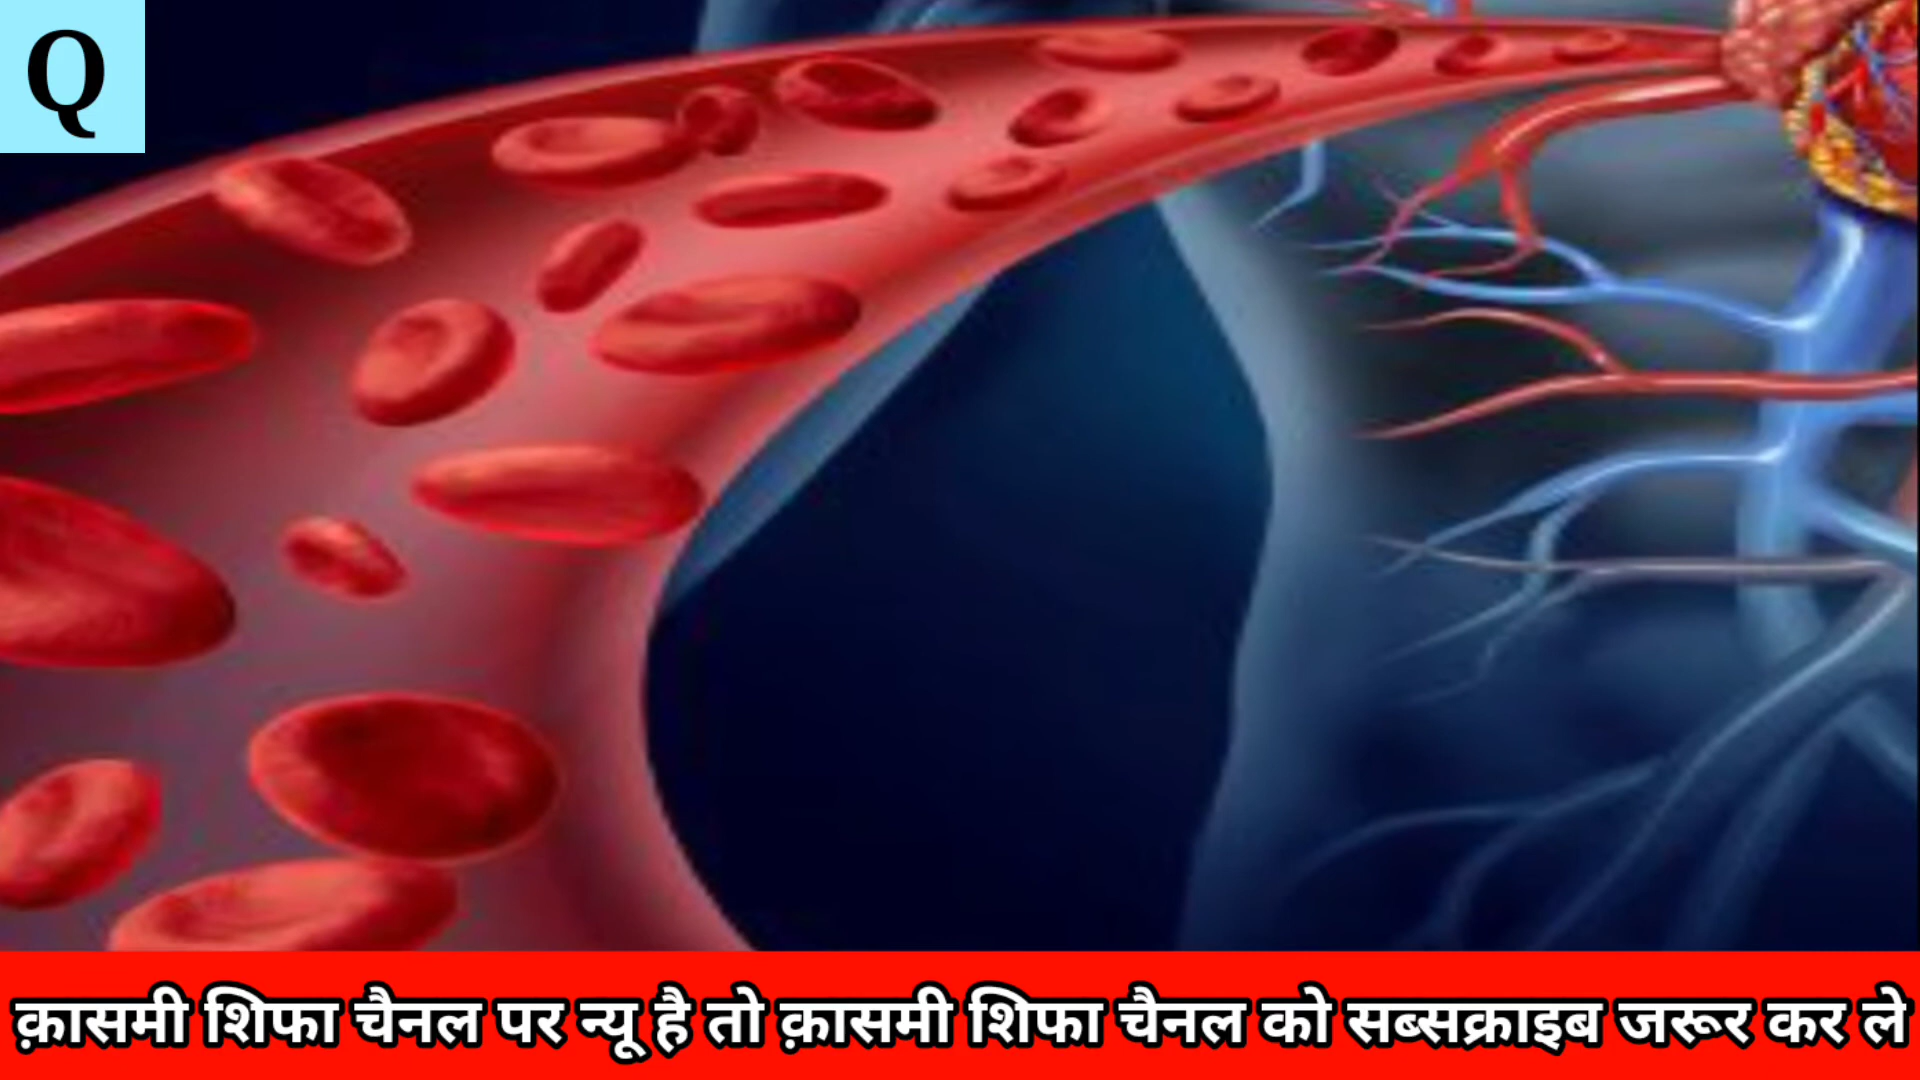 Q
क़ासमी शिफा चैनल पर न्यू है तो क़ासमी शिफा चैनल को सब्सक्राइब जरूर कर ले